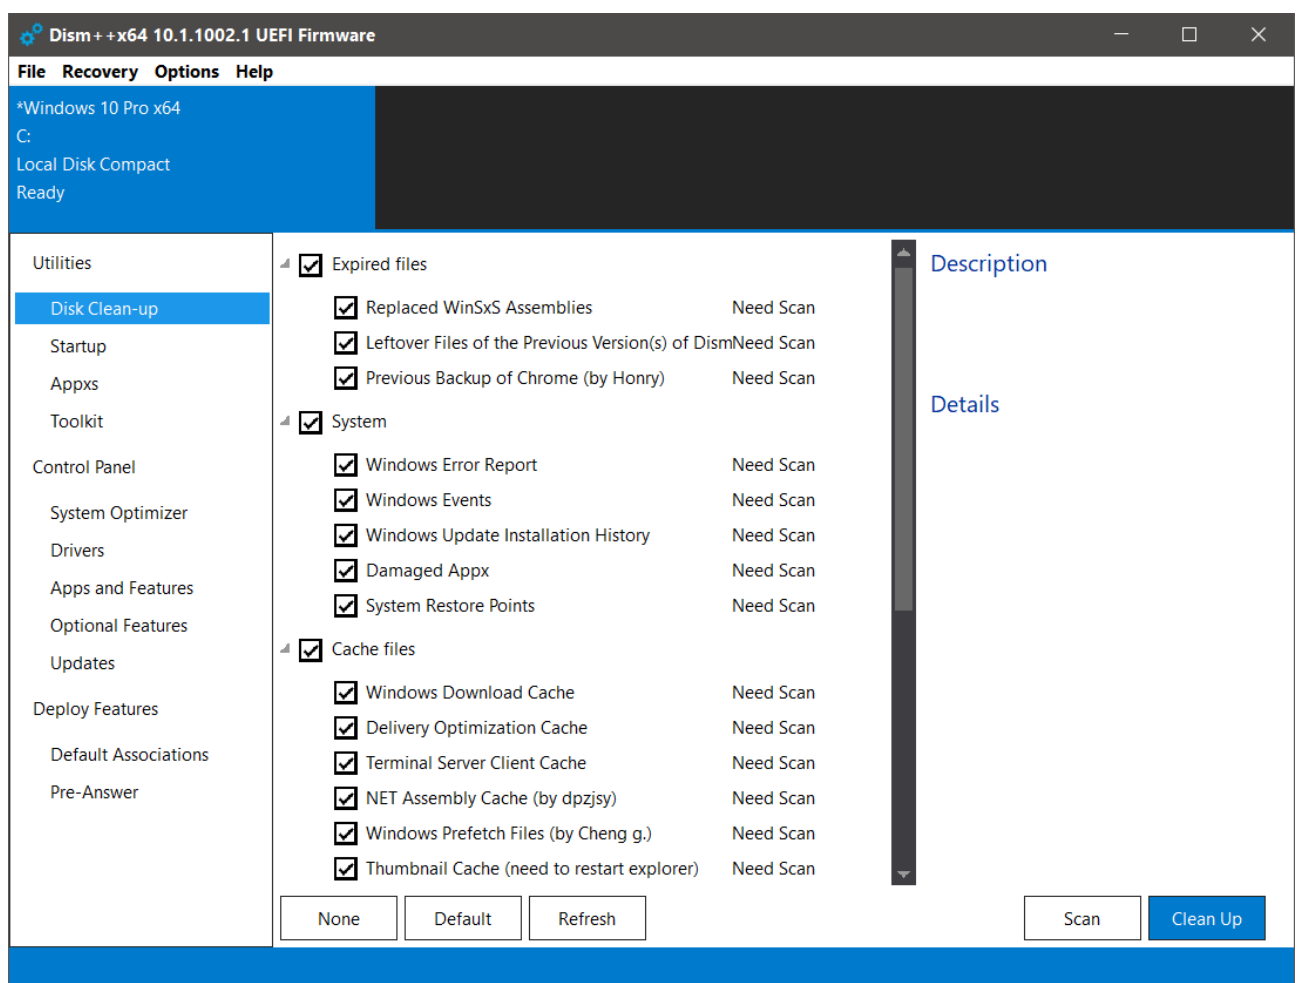 Dism++x64 10.1.1002.1 UEFI Firmware
File Recovery Options Help
*Windows 10 Pro x64
C:
Local Disk Compact
Ready
Utilities
Disk Clean-up
Startup
Appxs
Toolkit
Control Panel
System Optimizer
Drivers
Apps and Features
Optional Features
Updates
Deploy Features
Default Associations
Pre-Answer
Expired files
Replaced WinSxS Assemblies Need Scan
Leftover Files of the Previous Version(s) of Dism Need Scan
Previous Backup of Chrome (by Honry) Need Scan
System
Windows Error Report Need Scan
Windows Events Need Scan
Windows Update Installation History Need Scan
Damaged Appx Need Scan
System Restore Points Need Scan
Cache files
Windows Download Cache Need Scan
Delivery Optimization Cache Need Scan
Terminal Server Client Cache Need Scan
NET Assembly Cache (by dpzjsy) Need Scan
Windows Prefetch Files (by Cheng g.) Need Scan
Thumbnail Cache (need to restart explorer) Need Scan
Description
Details
None Default Refresh Scan Clean Up